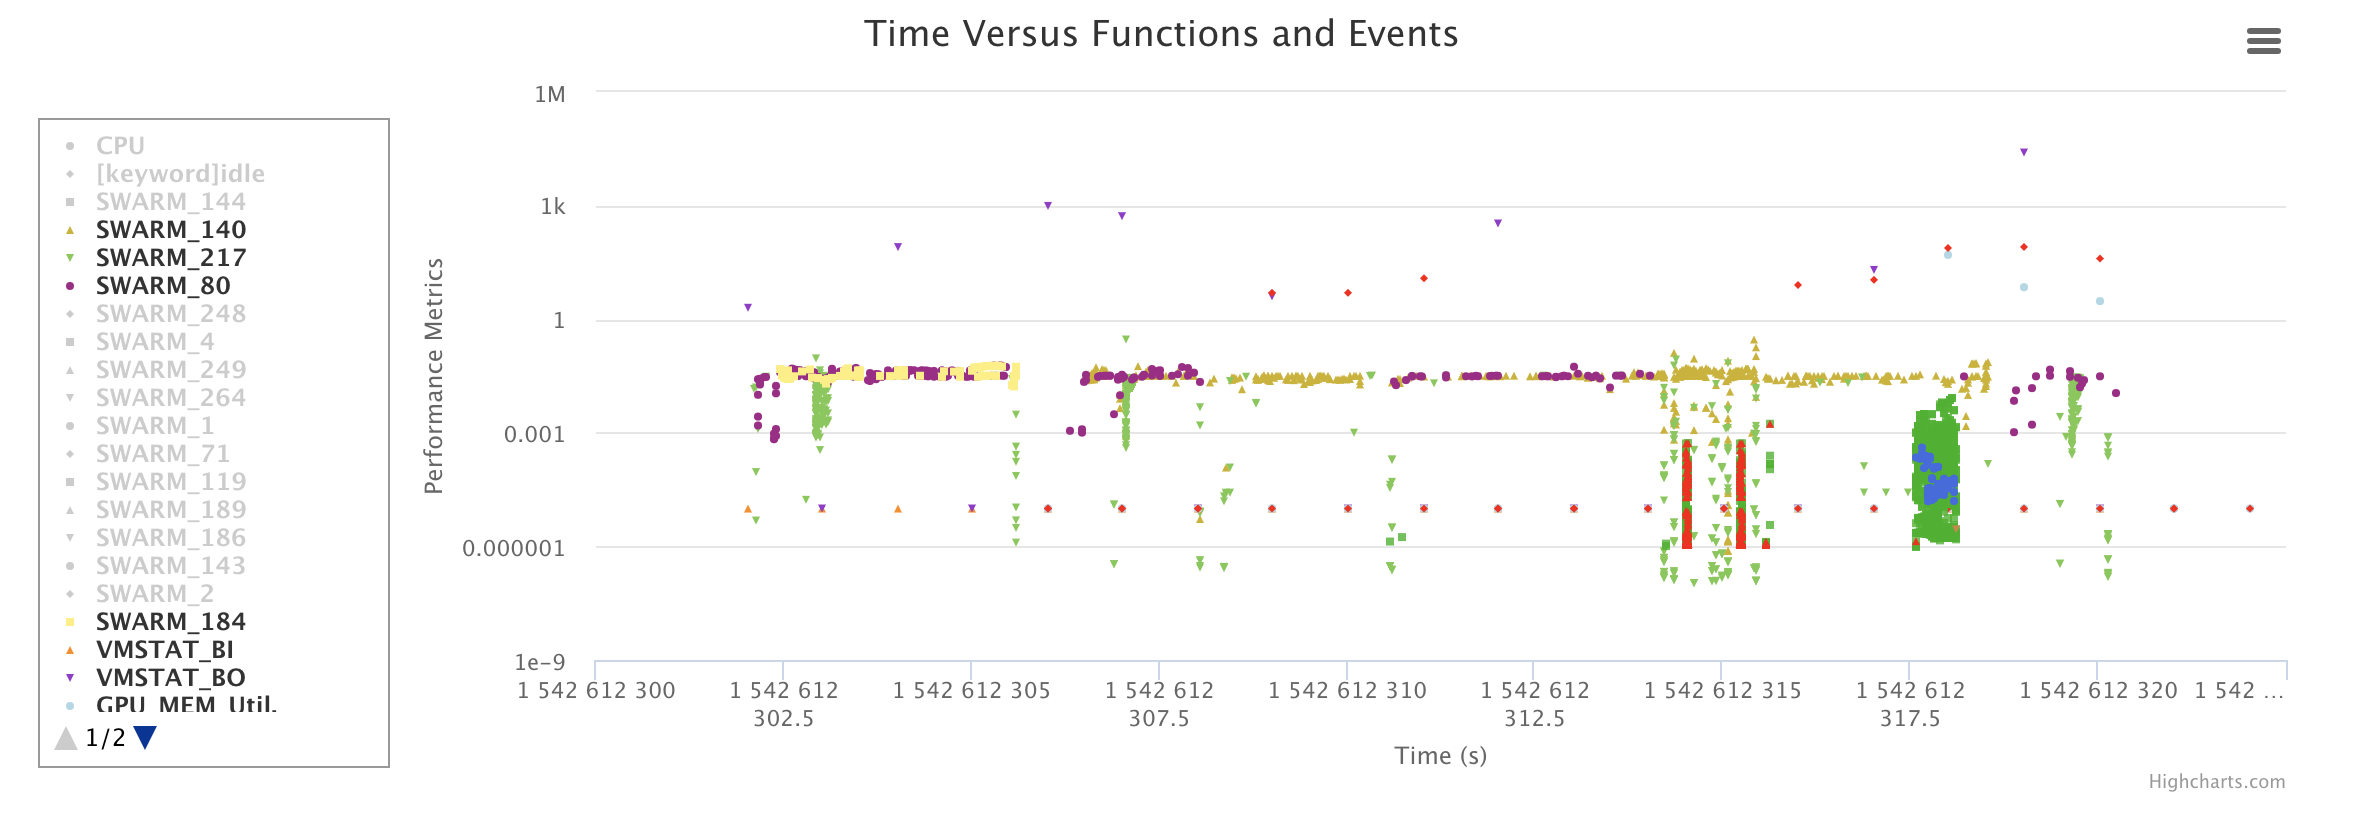 Time Versus Functions and Events
CPU
[keyword]idle
SWARM_144
SWARM_140
SWARM_217
SWARM_80
SWARM_248
SWARM_4
SWARM_249
SWARM_264
SWARM_1
SWARM_71
SWARM_119
SWARM_189
SWARM_186
SWARM_143
SWARM_2
SWARM_184
VMSTAT_BI
VMSTAT_BO
GPU_MEM_Util.
1/2
Performance Metrics
1M
1k
1
0.001
0.000001
1e-9
1 542 612 300
1 542 612 302.5
1 542 612 305
1 542 612 307.5
1 542 612 310
1 542 612 312.5
1 542 612 315
1 542 612 317.5
1 542 612 320
1 542 ...
Time (s)
Highcharts.com